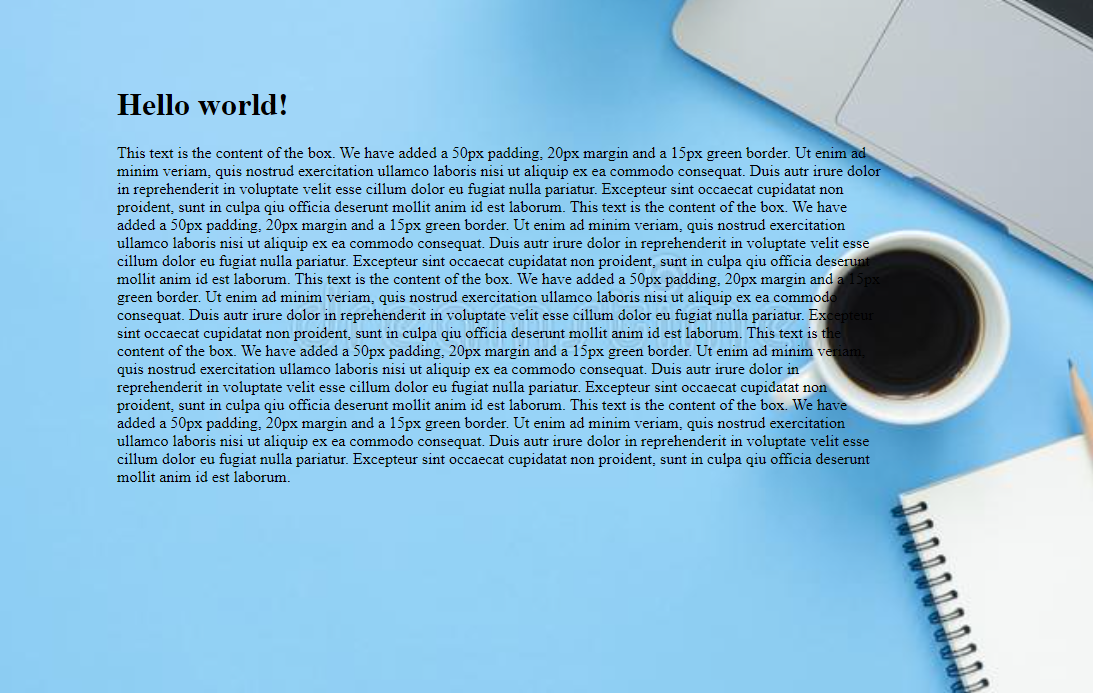 Hello world!
This text is the content of the box. We have added a 50px padding, 20px margin and a 15px green border. Ut enim ad
minim veriam, quis nostrud exercitation ullamco laboris nisi ut aliquip ex ea commodo consequat. Duis autr irure dolor
in reprehenderit in voluptate velit esse cillum dolor eu fugiat nulla pariatur. Excepteur sint occaecat cupidatat non
proident, sunt in culpa qiu officia deserunt mollit anim id est laborum. This text is the content of the box. We have
added a 50px padding, 20px margin and a 15px green border. Ut enim ad minim veriam, quis nostrud exercitation
ullamco laboris nisi ut aliquip ex ea commodo consequat. Duis autr irure dolor in reprehenderit in voluptate velit esse
cillum dolor eu fugiat nulla pariatur. Excepteur sint occaecat cupidatat non proident, sunt in culpa qiu officia deserunt
mollit anim id est laborum. This text is the content of the box. We have added a 50px padding, 20px margin and a 15px
green border. Ut enim ad minim veriam, quis nostrud exercitation ullamco laboris nisi ut aliquip ex ea commodo
consequat. Duis autr irure dolor in reprehenderit in voluptate velit esse cillum dolor eu fugiat nulla pariatur. Excepteur
sint occaecat cupidatat non proident, sunt in culpa qiu officia deserunt mollit anim id est laborum. This text is the
content of the box. We have added a 50px padding, 20px margin and a 15px green border. Ut enim ad minim veriam,
quis nostrud exercitation ullamco laboris nisi ut aliquip ex ea commodo consequat. Duis autr irure dolor in
reprehenderit in voluptate velit esse cillum dolor eu fugiat nulla pariatur. Excepteur sint occaecat cupidatat non
proident, sunt in culpa qiu officia deserunt mollit anim id est laborum. This text is the content of the box. We have
added a 50px padding, 20px margin and a 15px green border. Ut enim ad minim veriam, quis nostrud exercitation
ullamco laboris nisi ut aliquip ex ea commodo consequat. Duis autr irure dolor in reprehenderit in voluptate velit esse
cillum dolor eu fugiat nulla pariatur. Excepteur sint occaecat cupidatat non proident, sunt in culpa qiu officia deserunt
mollit anim id est laborum.
dreamstime